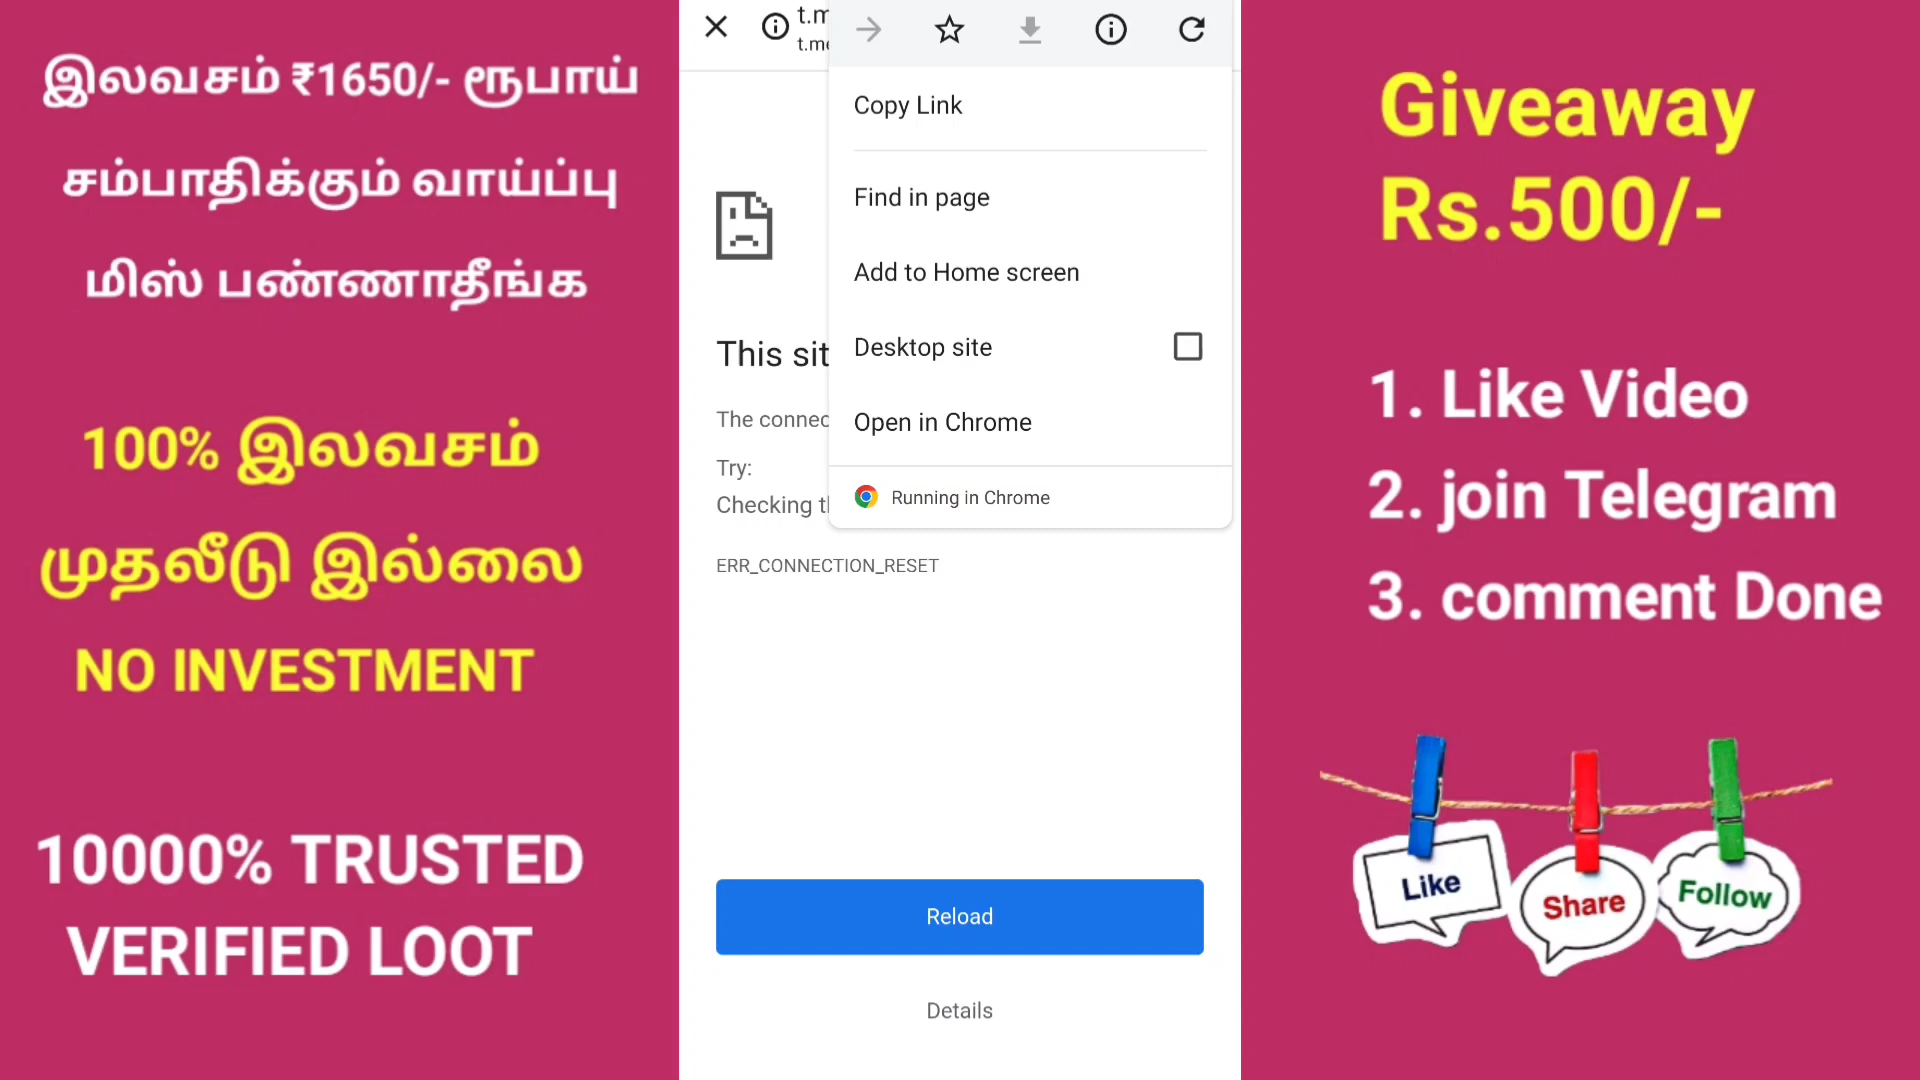 இலவசம் ₹1650/- ரூபாய்
சம்பாதிக்கும் வாய்ப்பு
மிஸ் பண்ணாதீங்க
100% இலவசம்
முதலீடு இல்லை
NO INVESTMENT
10000% TRUSTED
VERIFIED LOOT
t.m
t.me
Copy Link
Find in page
Add to Home screen
Desktop site
Open in Chrome
Running in Chrome
This sit
The connec
Try:
Checking t
ERR_CONNECTION_RESET
Reload
Details
Giveaway
Rs.500/-
1. Like Video
2. join Telegram
3. comment Done
Like
Share
Follow